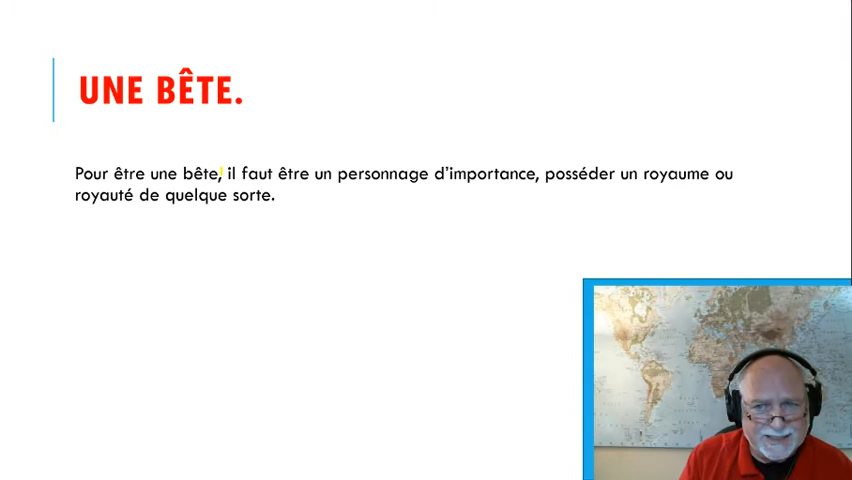 UNE BÊTE.
Pour être une bête, il faut être un personnage d’importance, posséder un royaume ou
royauté de quelque sorte.